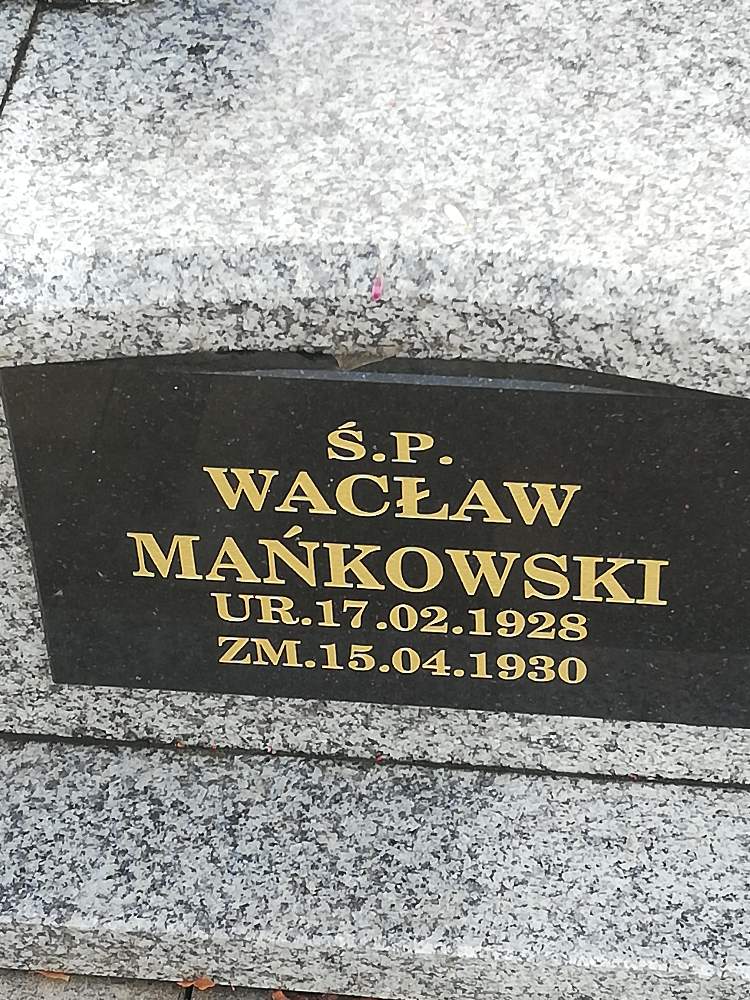 Ś.P.
WACŁAW
MAŃKOWSKI
UR.17.02.1928
ZM.15.04.1930